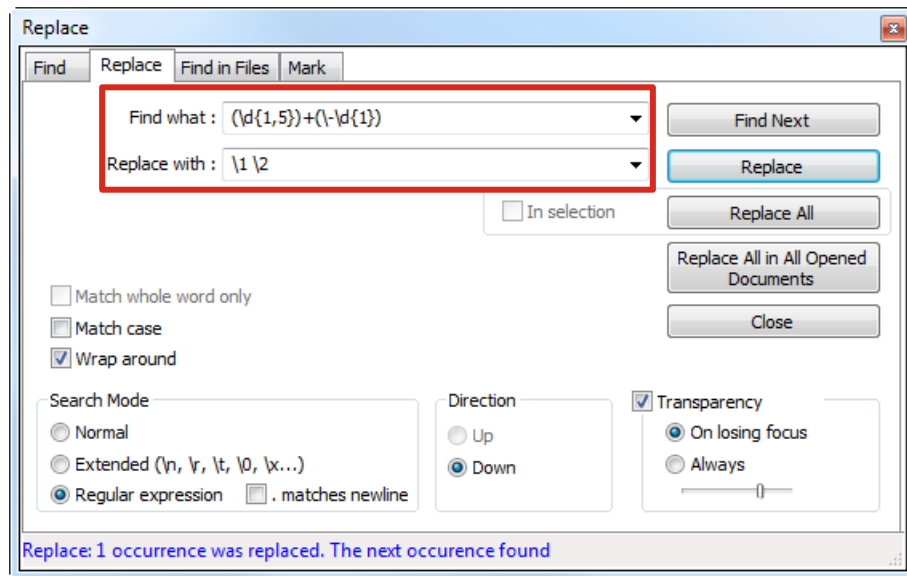 Replace
Find Replace Find in Files Mark
Find what : (\d{1,5})+(\-\d{1}) Find Next
Replace with : \1 \2 Replace
In selection Replace All
Replace All in All Opened
Documents
Match whole word only
Match case Close
Wrap around
Search Mode Direction Transparency
Normal Up On losing focus
Extended (\n, \r, \t, \0, \x...) Down Always
Regular expression . matches newline
Replace: 1 occurrence was replaced. The next occurence found